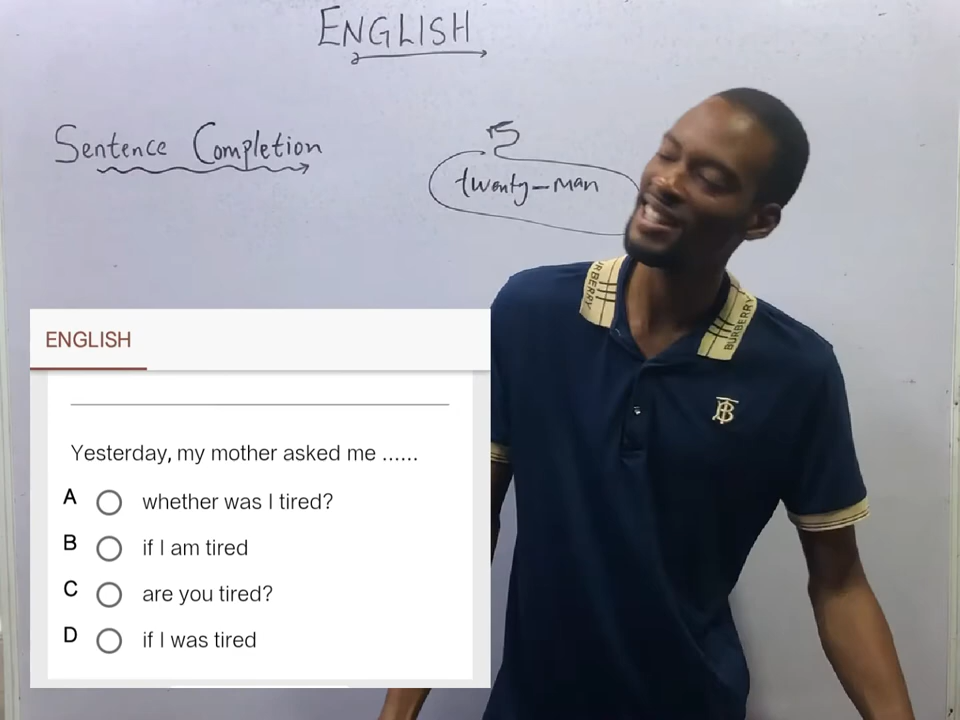 ENGLISH
Sentence Completion
twenty-man
BURBERRY
BURBERRY
ENGLISH
Yesterday, my mother asked me ......
A whether was I tired?
B if I am tired
C are you tired?
D if I was tired